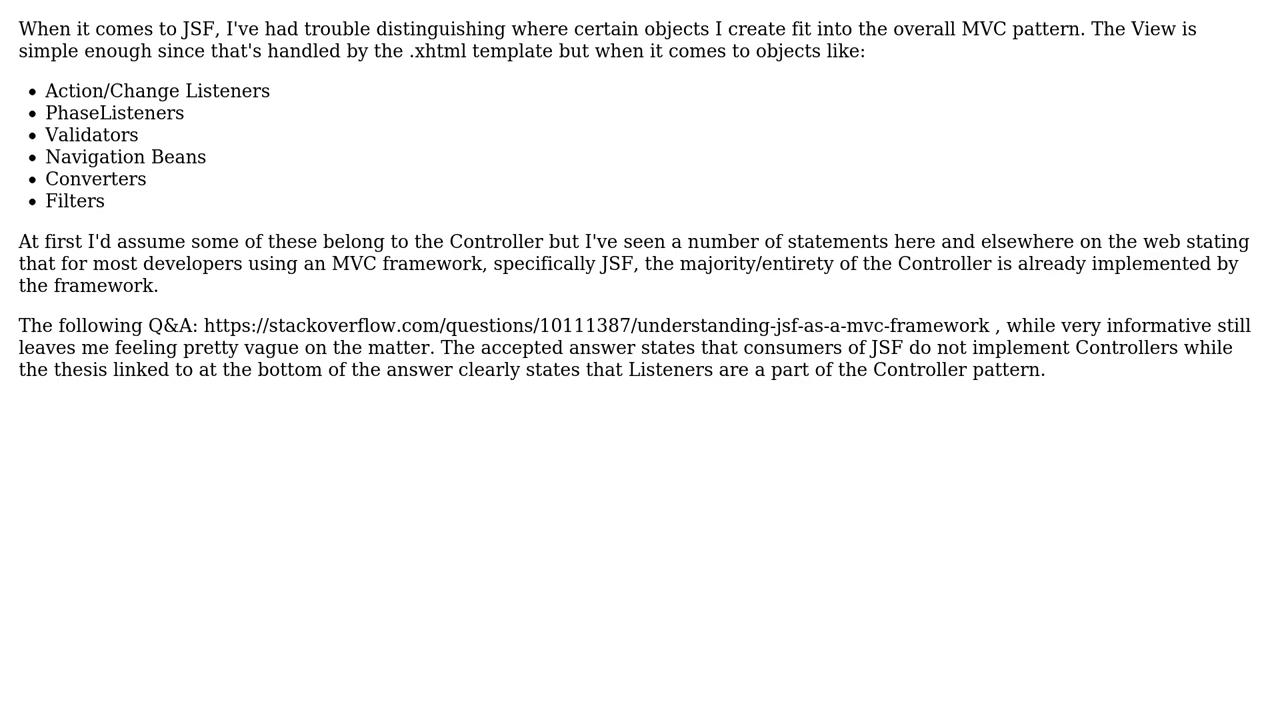 When it comes to JSF, I've had trouble distinguishing where certain objects I create fit into the overall MVC pattern. The View is
simple enough since that's handled by the .xhtml template but when it comes to objects like:
• Action/Change Listeners
• PhaseListeners
• Validators
• Navigation Beans
• Converters
• Filters
At first I'd assume some of these belong to the Controller but I've seen a number of statements here and elsewhere on the web stating
that for most developers using an MVC framework, specifically JSF, the majority/entirety of the Controller is already implemented by
the framework.
The following Q&A: https://stackoverflow.com/questions/10111387/understanding-jsf-as-a-mvc-framework , while very informative still
leaves me feeling pretty vague on the matter. The accepted answer states that consumers of JSF do not implement Controllers while
the thesis linked to at the bottom of the answer clearly states that Listeners are a part of the Controller pattern.